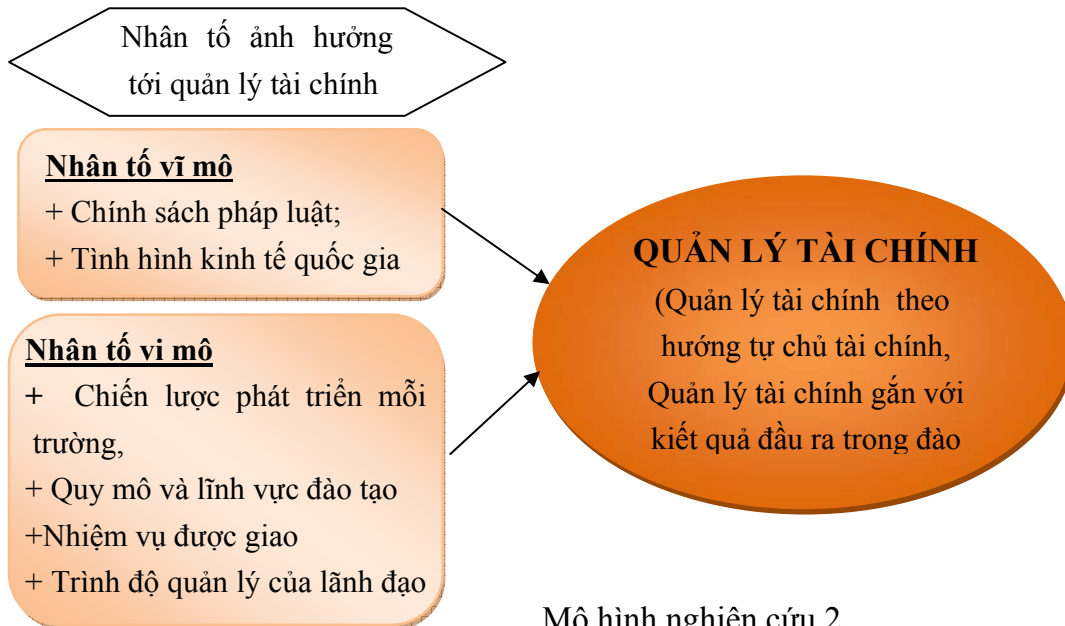 Nhân tố ảnh hưởng
tới quản lý tài chính
Nhân tố vĩ mô
+ Chính sách pháp luật;
+ Tình hình kinh tế quốc gia
Nhân tố vi mô
+ Chiến lược phát triển mỗi
trường,
+ Quy mô và lĩnh vực đào tạo
+Nhiệm vụ được giao
+ Trình độ quản lý của lãnh đạo
QUẢN LÝ TÀI CHÍNH
(Quản lý tài chính theo
hướng tự chủ tài chính,
Quản lý tài chính gắn với
kiết quả đầu ra trong đào
Mô hình nghiên cứu 2